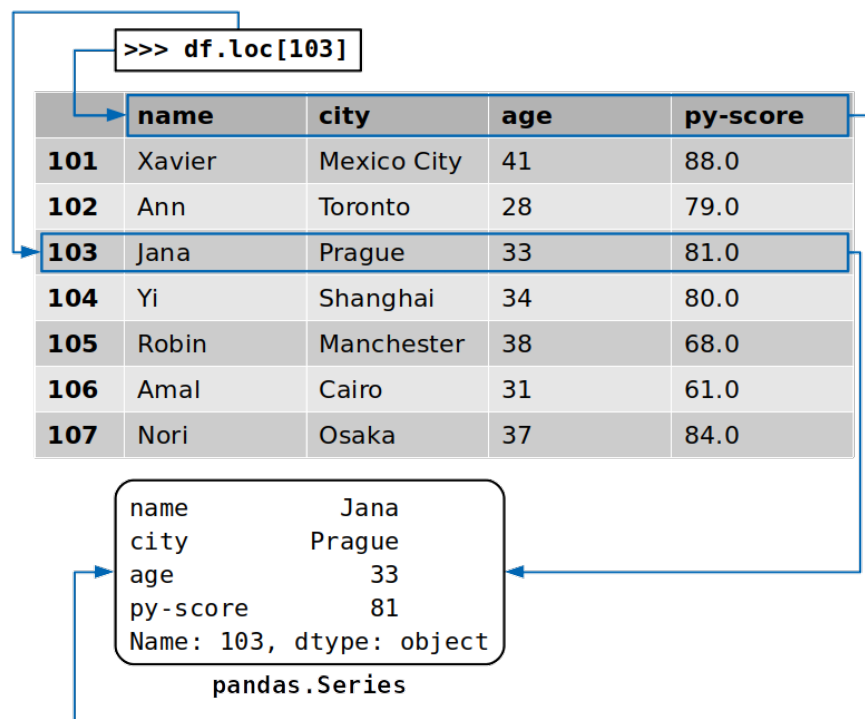 >>> df.loc[103]
name city age py-score
101 Xavier Mexico City 41 88.0
102 Ann Toronto 28 79.0
103 Jana Prague 33 81.0
104 Yi Shanghai 34 80.0
105 Robin Manchester 38 68.0
106 Amal Cairo 31 61.0
107 Nori Osaka 37 84.0
name Jana
city Prague
age 33
py-score 81
Name: 103, dtype: object
pandas.Series